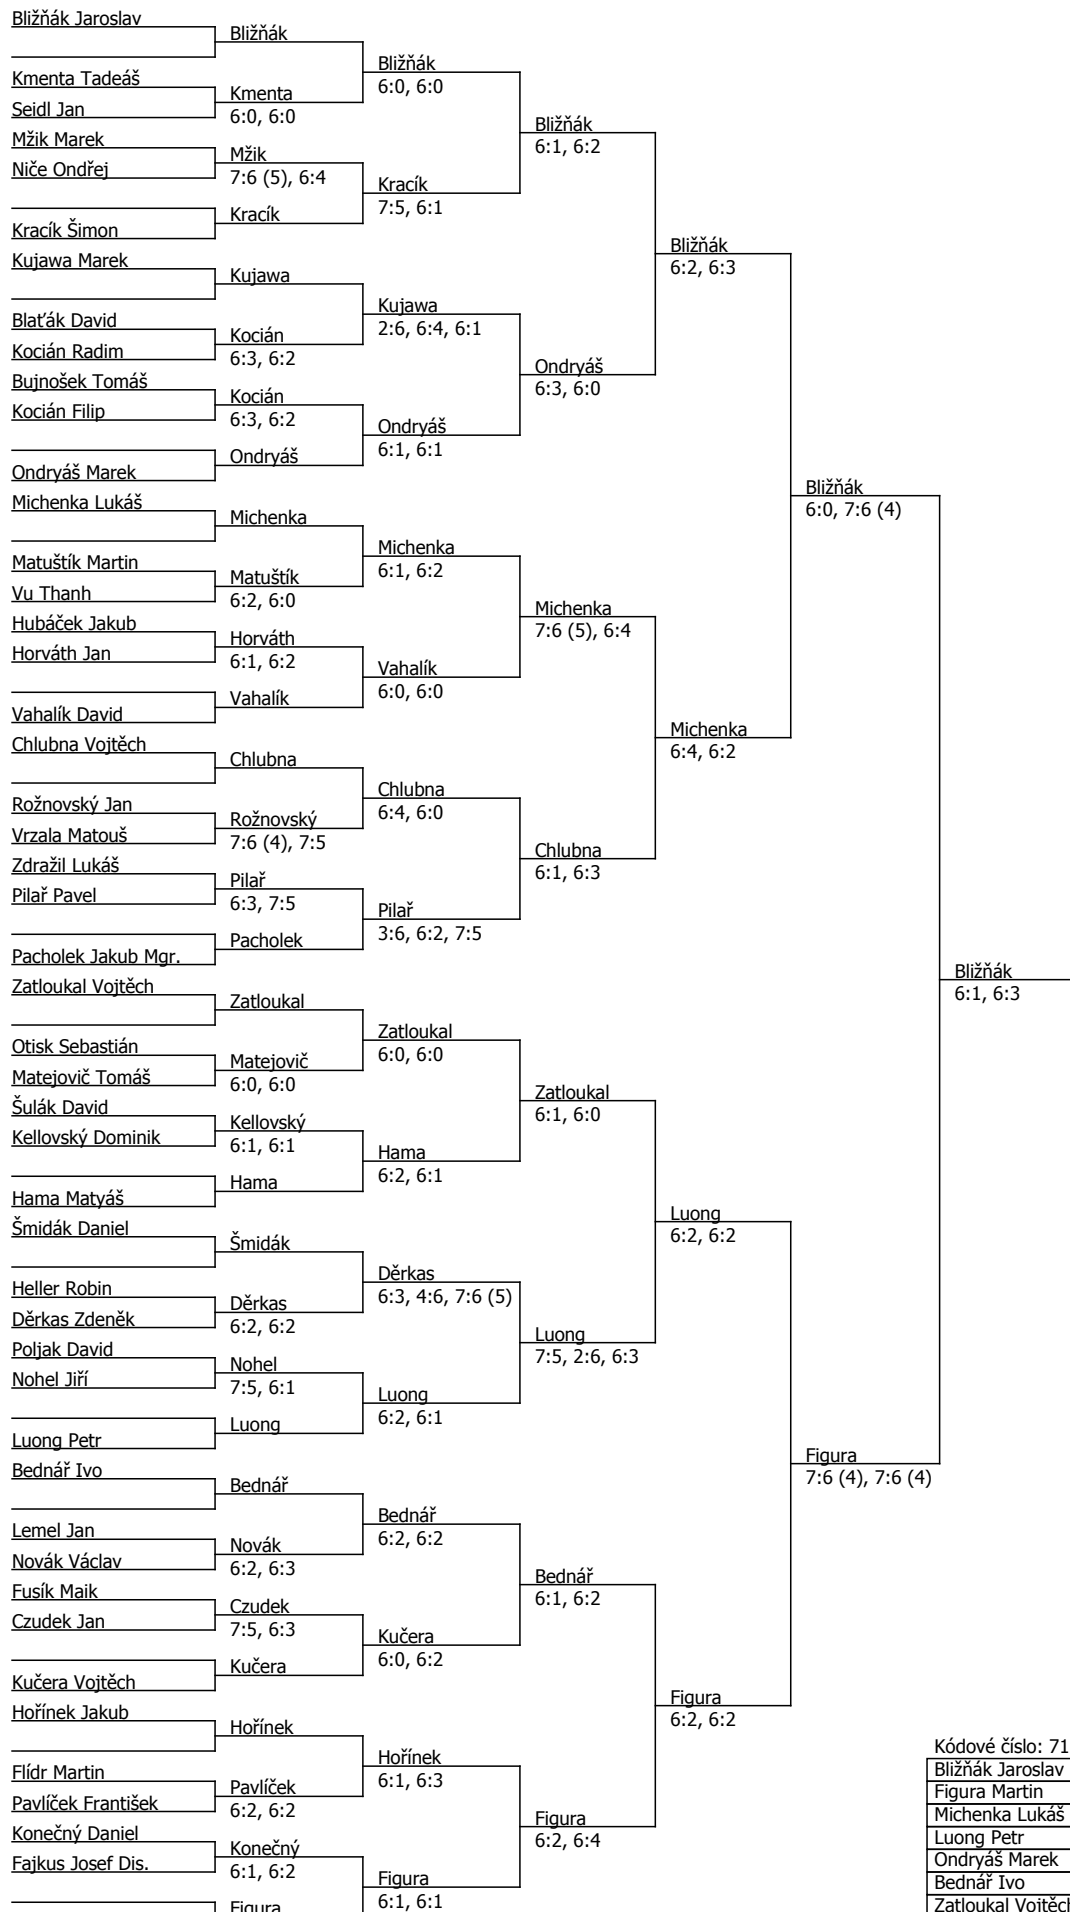 Bližňák Jaroslav
Kmenta Tadeáš
Seidl Jan
Mžik Marek
Niče Ondřej
Kracík Šimon
Kujawa Marek
Blaťák David
Kocián Radim
Bujnošek Tomáš
Kocián Filip
Ondryáš Marek
Michenka Lukáš
Matuštík Martin
Vu Thanh
Hubáček Jakub
Horváth Jan
Vahalík David
Chlubna Vojtěch
Rožnovský Jan
Vrzala Matouš
Zdražil Lukáš
Pilař Pavel
Pacholek Jakub Mgr.
Zatloukal Vojtěch
Otisk Sebastián
Matejovič Tomáš
Šulák David
Kellovský Dominik
Hama Matyáš
Šmidák Daniel
Heller Robin
Děrkas Zdeněk
Poljak David
Nohel Jiří
Luong Petr
Bednář Ivo
Lemel Jan
Novák Václav
Fusík Maik
Czudek Jan
Kučera Vojtěch
Hořínek Jakub
Flídr Martin
Pavlíček František
Konečný Daniel
Fajkus Josef Dis.
Bližňák
Kmenta
6:0, 6:0
Mžik
7:6 (5), 6:4
Kracík
Kujawa
Kocián
6:3, 6:2
Kocián
6:3, 6:2
Ondryáš
Michenka
Matuštík
6:2, 6:0
Horváth
6:1, 6:2
Vahalík
Chlubna
Rožnovský
7:6 (4), 7:5
Pilař
6:3, 7:5
Pacholek
Zatloukal
Matejovič
6:0, 6:0
Kellovský
6:1, 6:1
Hama
Šmidák
Děrkas
6:2, 6:2
Nohel
7:5, 6:1
Luong
Bednář
Novák
6:2, 6:3
Czudek
7:5, 6:3
Kučera
Hořínek
Pavlíček
6:2, 6:2
Konečný
6:1, 6:2
Figura
Bližňák
6:0, 6:0
Kracík
7:5, 6:1
Kujawa
2:6, 6:4, 6:1
Ondryáš
6:1, 6:1
Michenka
6:1, 6:2
Vahalík
6:0, 6:0
Chlubna
6:4, 6:0
Pilař
3:6, 6:2, 7:5
Zatloukal
6:0, 6:0
Hama
6:2, 6:1
Děrkas
6:3, 4:6, 7:6 (5)
Luong
6:2, 6:1
Bednář
6:2, 6:2
Kučera
6:0, 6:2
Hořínek
6:1, 6:3
Figura
6:1, 6:1
Bližňák
6:1, 6:2
Ondryáš
6:3, 6:0
Michenka
7:6 (5), 6:4
Chlubna
6:1, 6:3
Zatloukal
6:1, 6:0
Luong
7:5, 2:6, 6:3
Bednář
6:1, 6:2
Figura
6:2, 6:4
Bližňák
6:2, 6:3
Michenka
6:4, 6:2
Luong
6:2, 6:2
Figura
6:2, 6:2
Bližňák
6:0, 7:6 (4)
Figura
7:6 (4), 7:6 (4)
Bližňák
6:1, 6:3
Kódové číslo: 71
Bližňák Jaroslav
Figura Martin
Michenka Lukáš
Luong Petr
Ondryáš Marek
Bednář Ivo
Zatloukal Vojtěch